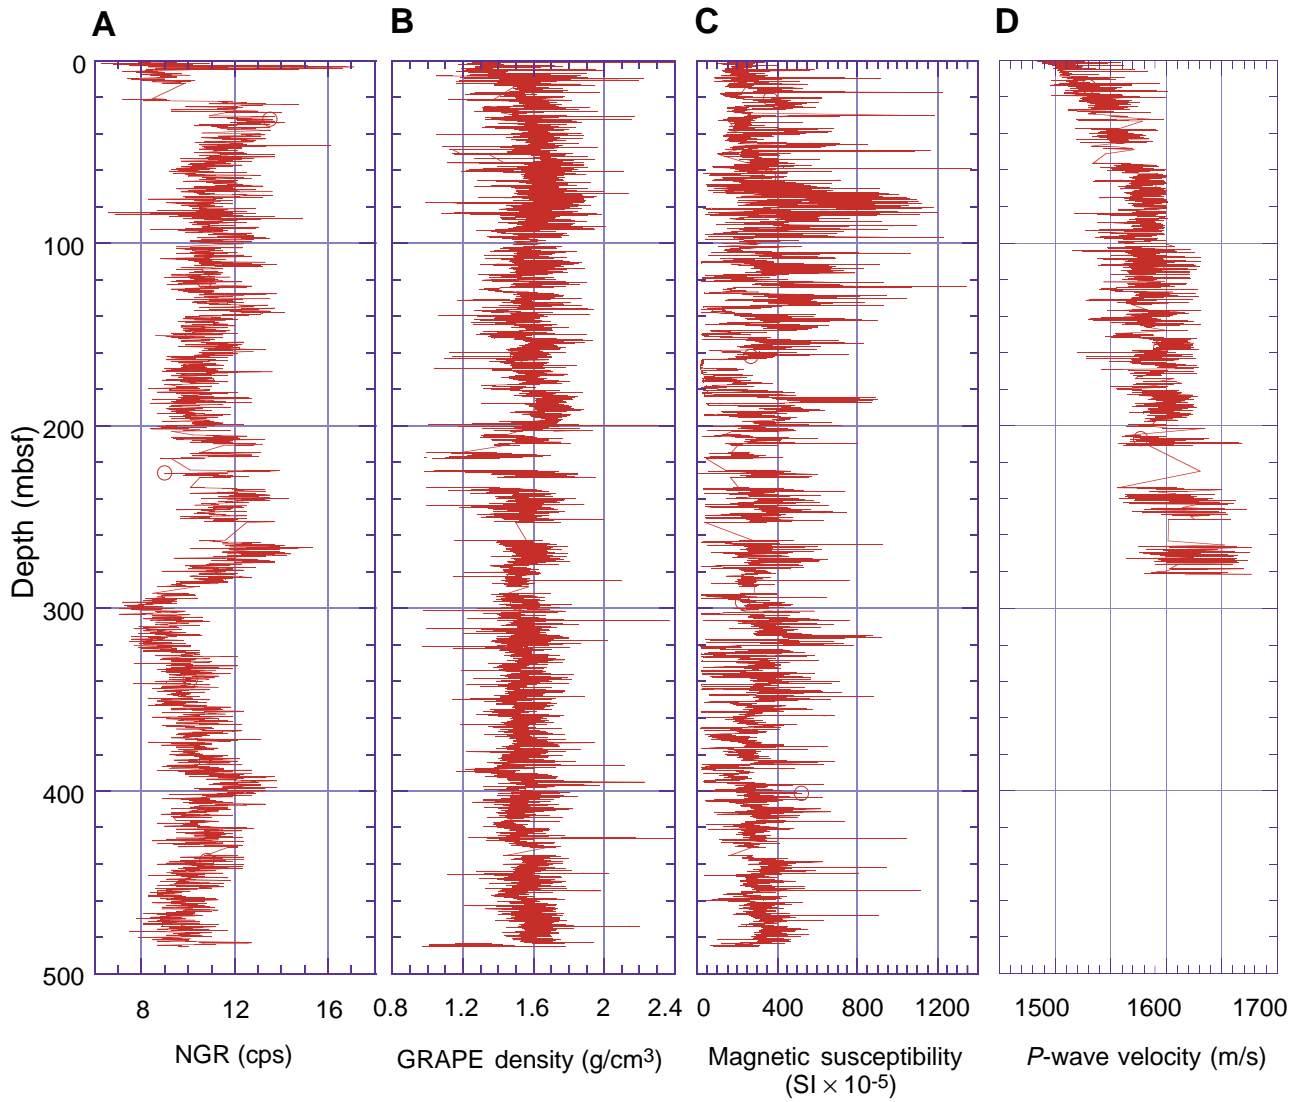 A B C D
0
100
200
300
400
500
Depth (mbsf)
8 12 16 0.8 1.2 1.6 2 2.4 0 400 800 1200 1500 1600 1700
NGR (cps) GRAPE density (g/cm³) Magnetic susceptibility P-wave velocity (m/s)
(SI × 10⁻⁵)